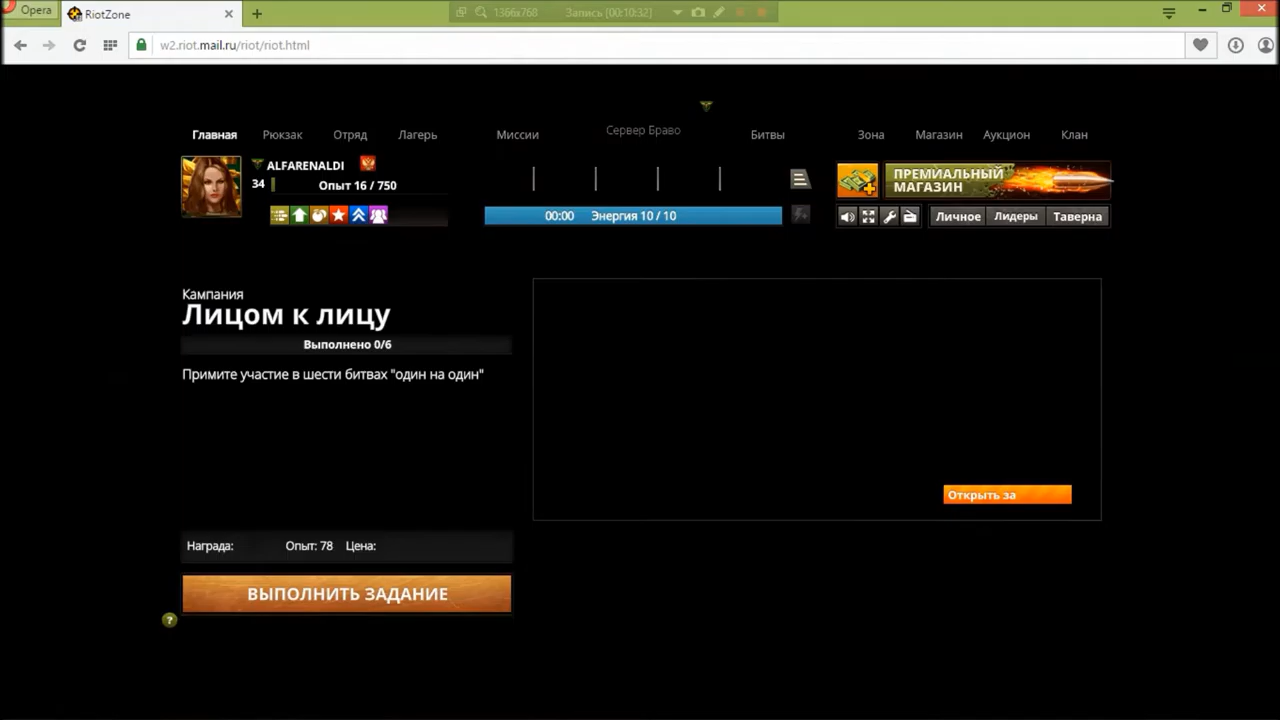 Opera
RiotZone
1366x768
Запись [00:10:32]
w2.riot.mail.ru/riot/riot.html
Главная
Рюкзак
Отряд
Лагерь
Миссии
Сервер Браво
Битвы
Зона
Магазин
Аукцион
Клан
ALFARENALDI
34
Опыт 16 / 750
00:00
Энергия 10 / 10
ПРЕМИАЛЬНЫЙ
МАГАЗИН
Личное
Лидеры
Таверна
Кампания
Лицом к лицу
Выполнено 0/6
Примите участие в шести битвах "один на один"
Открыть за
Награда:
Опыт: 78
Цена:
ВЫПОЛНИТЬ ЗАДАНИЕ
?